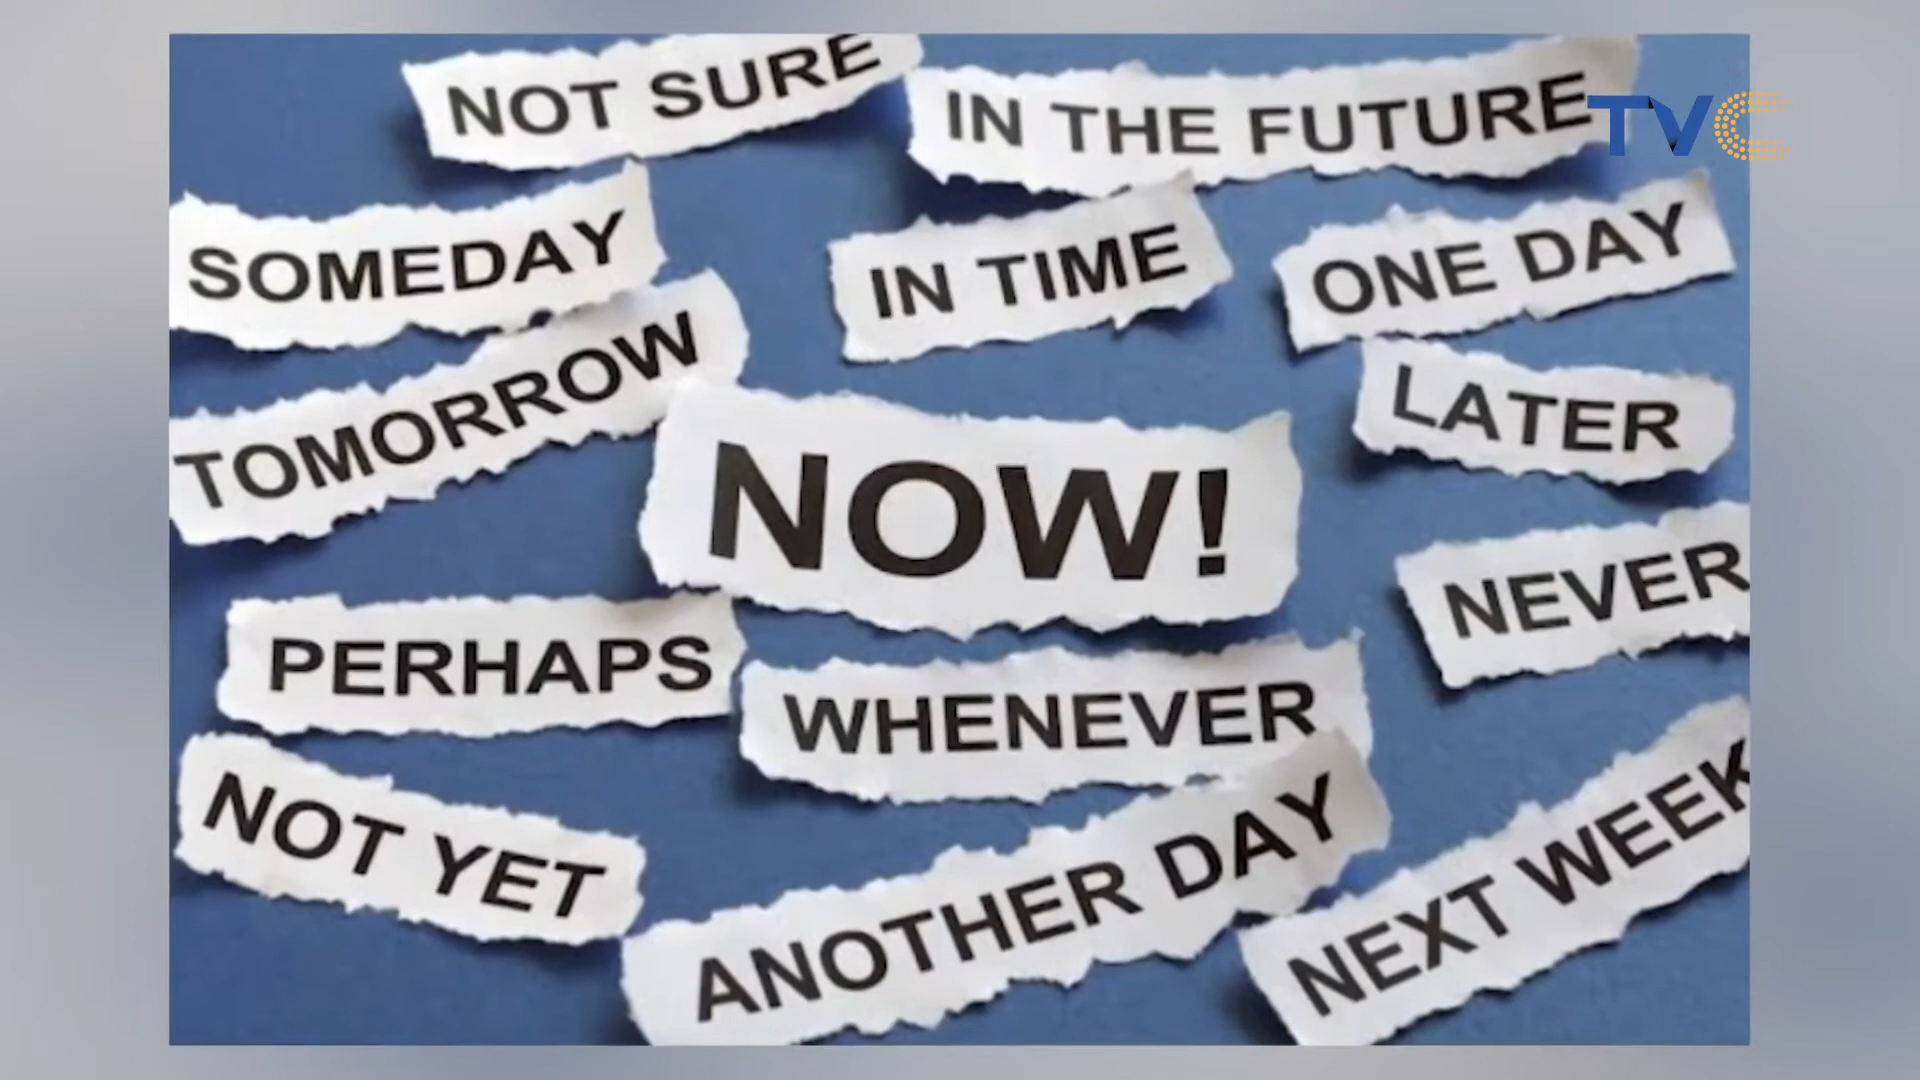 NOT SURE
IN THE FUTURE
TVC
SOMEDAY
IN TIME
ONE DAY
TOMORROW
LATER
NOW!
NEVER
PERHAPS
WHENEVER
NOT YET
ANOTHER DAY
NEXT WEEK